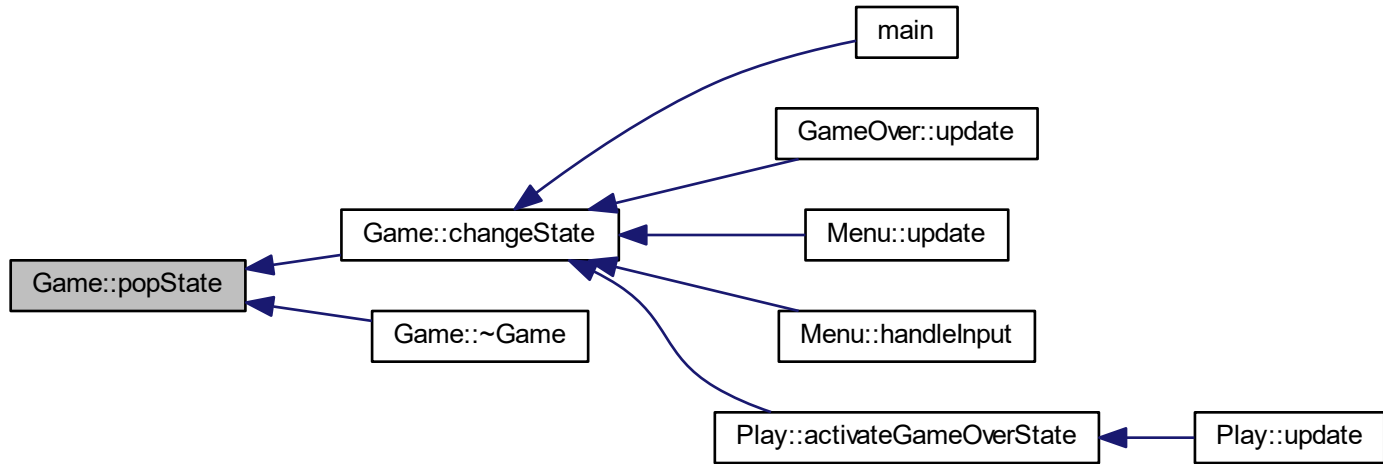 main
GameOver::update
Game::changeState
Menu::update
Game::popState
Game::~Game
Menu::handleInput
Play::activateGameOverState
Play::update